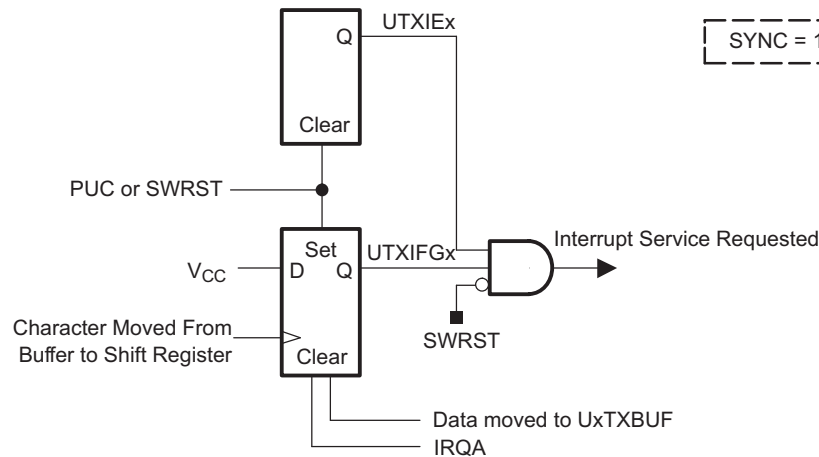 Q
UTXIEx
SYNC = 1
Clear
PUC or SWRST
Set
UTXIFGx
Interrupt Service Requested
VCC
D
Q
Character Moved From
Buffer to Shift Register
SWRST
Clear
Data moved to UxTXBUF
IRQA